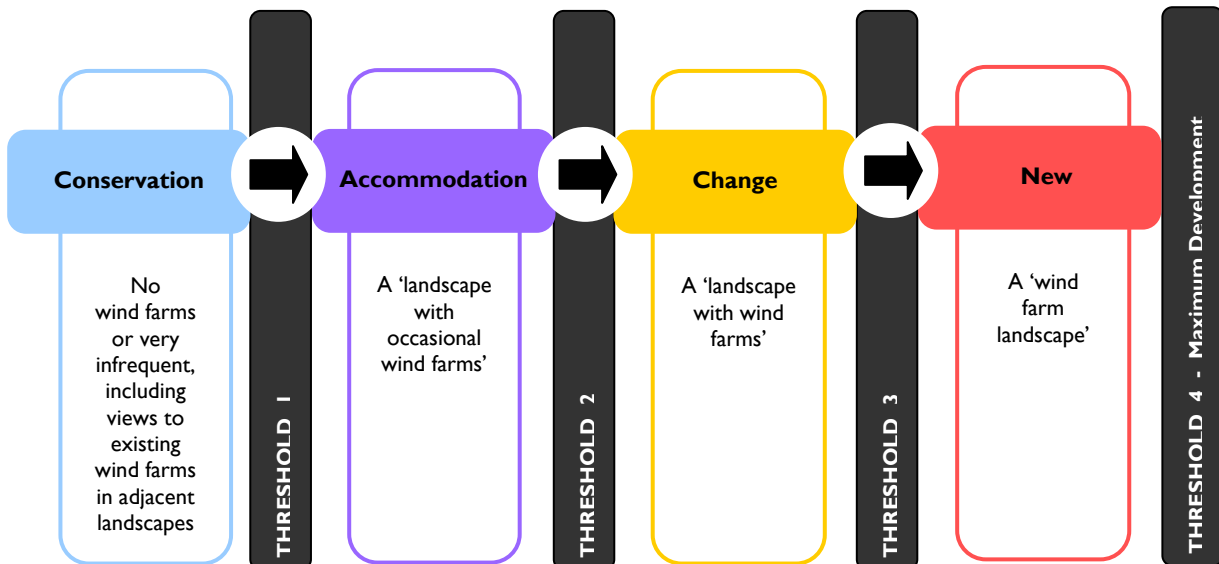 Conservation
No
wind farms
or very
infrequent,
including
views to
existing
wind farms
in adjacent
landscapes
THRESHOLD 1
Accommodation
A ‘landscape
with
occasional
wind farms’
THRESHOLD 2
Change
A ‘landscape
with wind
farms’
THRESHOLD 3
New
A ‘wind
farm
landscape’
THRESHOLD 4 - Maximum Development